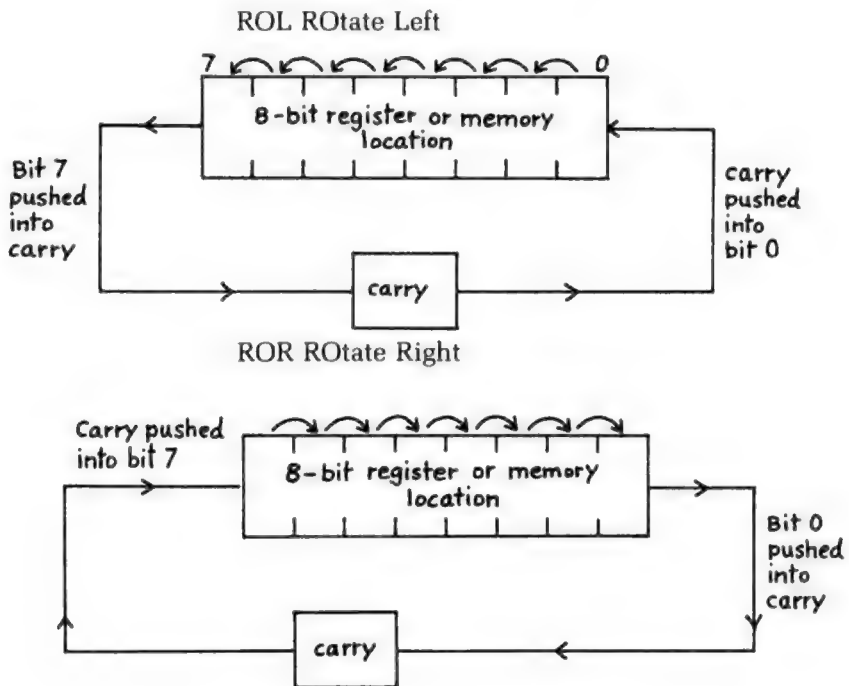 ROL ROtate Left
7 0
8-bit register or memory
location
Bit 7
pushed
into
carry
carry
pushed
into
bit 0
carry
ROR ROtate Right
Carry pushed
into bit 7
8-bit register or memory
location
Bit 0
pushed
into
carry
carry